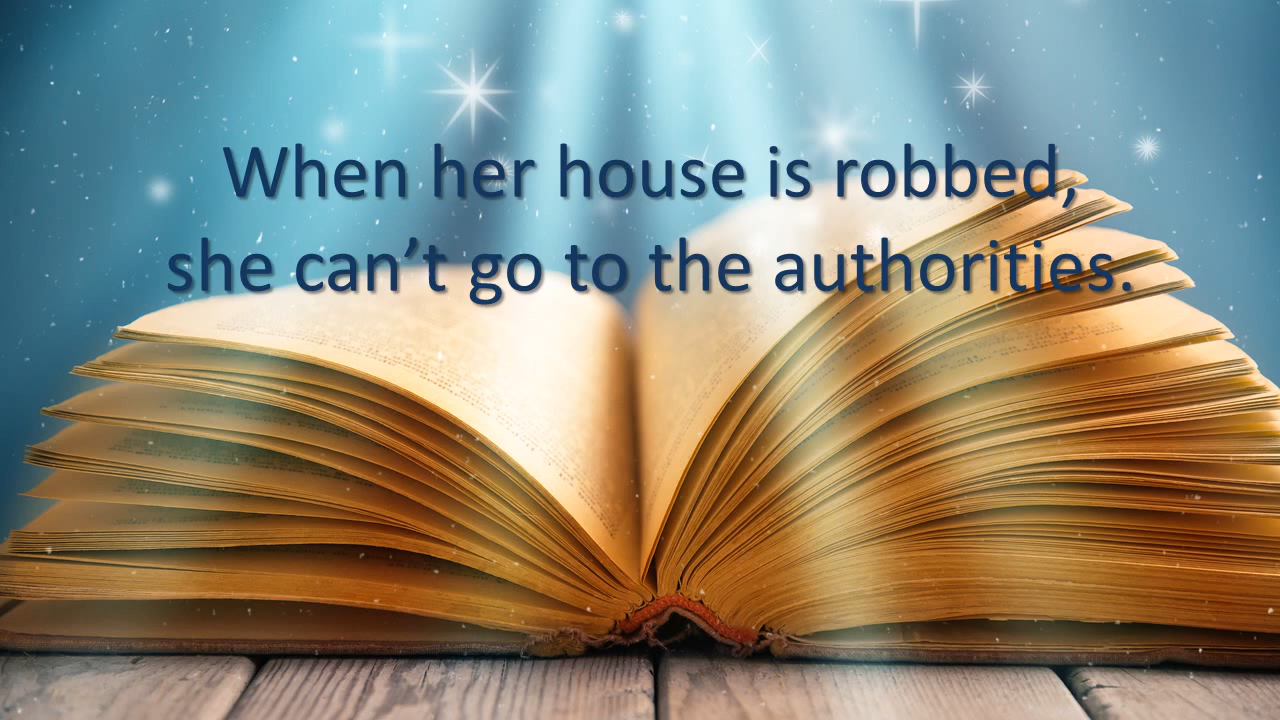 When her house is robbed,
she can’t go to the authorities.